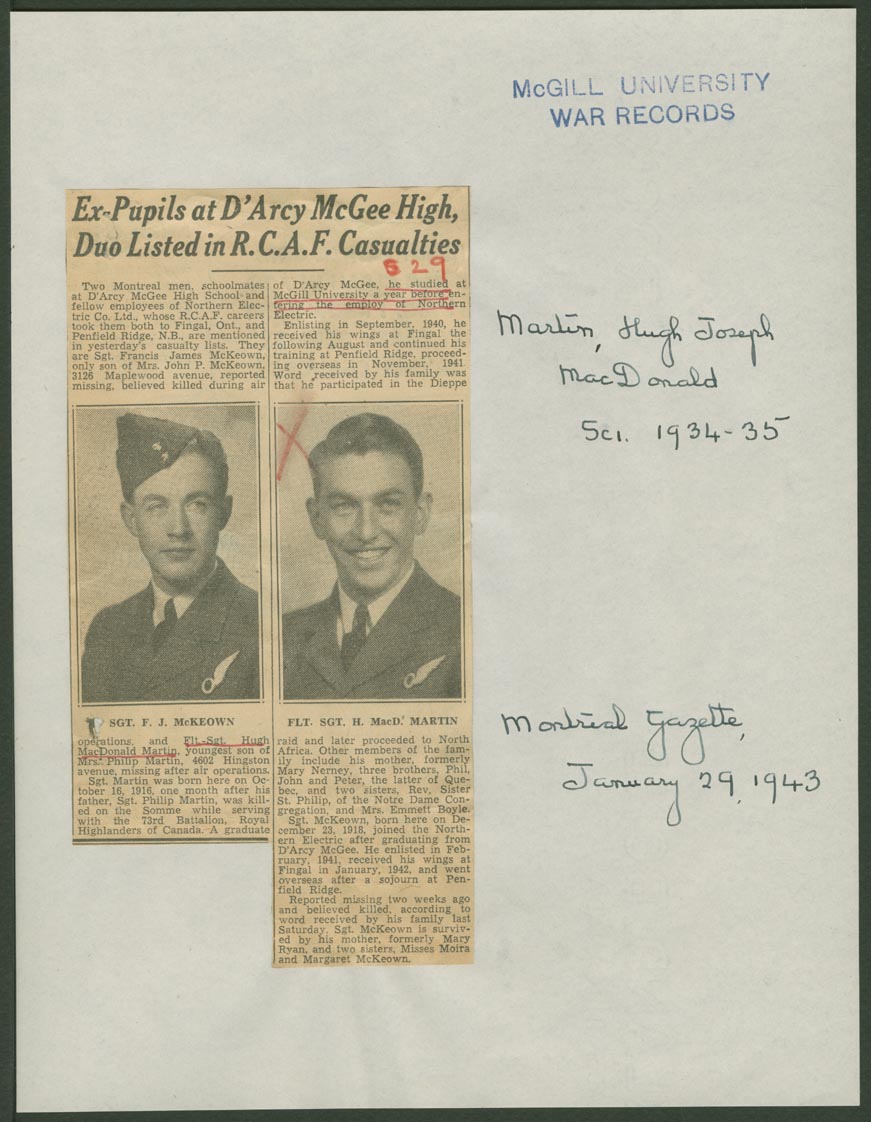 McGILL UNIVERSITY
WAR RECORDS
Ex-Pupils at D'Arcy McGee High,
Duo Listed in R.C.A.F. Casualties
29
Two Montreal men, schoolmates
at D'Arcy McGee High School and
fellow employees of Northern Elec-
tric Co. Ltd., whose R.C.A.F. careers
took them both to Fingal, Ont., and
Penfield Ridge, N.B., are mentioned
in yesterday's casualty lists. They
are Sgt. Francis James McKeown,
only son of Mrs. John P. McKeown,
3126 Maplewood avenue, reported
missing, believed killed during air
SGT. F. J. McKEOWN
operations, and Flt.-Sgt. Hugh
MacDonald Martin, youngest son of
Mrs. Philip Martin, 4602 Hingston
avenue, missing after air operations.
Sgt. Martin was born here on Oc-
tober 16, 1916, one month after his
father, Sgt. Philip Martin, was kill-
ed on the Somme while serving
with the 73rd Battalion, Royal
Highlanders of Canada. A graduate
of D'Arcy McGee, he studied at
McGill University a year before en-
tering the employ of Northern
Electric.
Enlisting in September, 1940, he
received his wings at Fingal the
following August and continued his
training at Penfield Ridge, proceed-
ing overseas in November, 1941.
Word received by his family was
that he participated in the Dieppe
FLT. SGT. H. MacD. MARTIN
raid and later proceeded to North
Africa. Other members of the fam-
ily include his mother, formerly
Mary Nerney, three brothers, Phil,
John and Peter, the latter of Que-
bec, and two sisters, Rev. Sister
St. Philip, of the Notre Dame Con-
gregation, and Mrs. Emmett Boyle.
Sgt. McKeown, born here on De-
cember 23, 1918, joined the North-
ern Electric after graduating from
D'Arcy McGee. He enlisted in Feb-
ruary, 1941, received his wings at
Fingal in January, 1942, and went
overseas after a sojourn at Pen-
field Ridge.
Reported missing two weeks ago
and believed killed, according to
word received by his family last
Saturday. Sgt. McKeown is surviv-
ed by his mother, formerly Mary
Ryan, and two sisters, Misses Moira
and Margaret McKeown.
Martin, Hugh Joseph
MacDonald
Sci. 1934-35
Montreal Gazette,
January 29, 1943